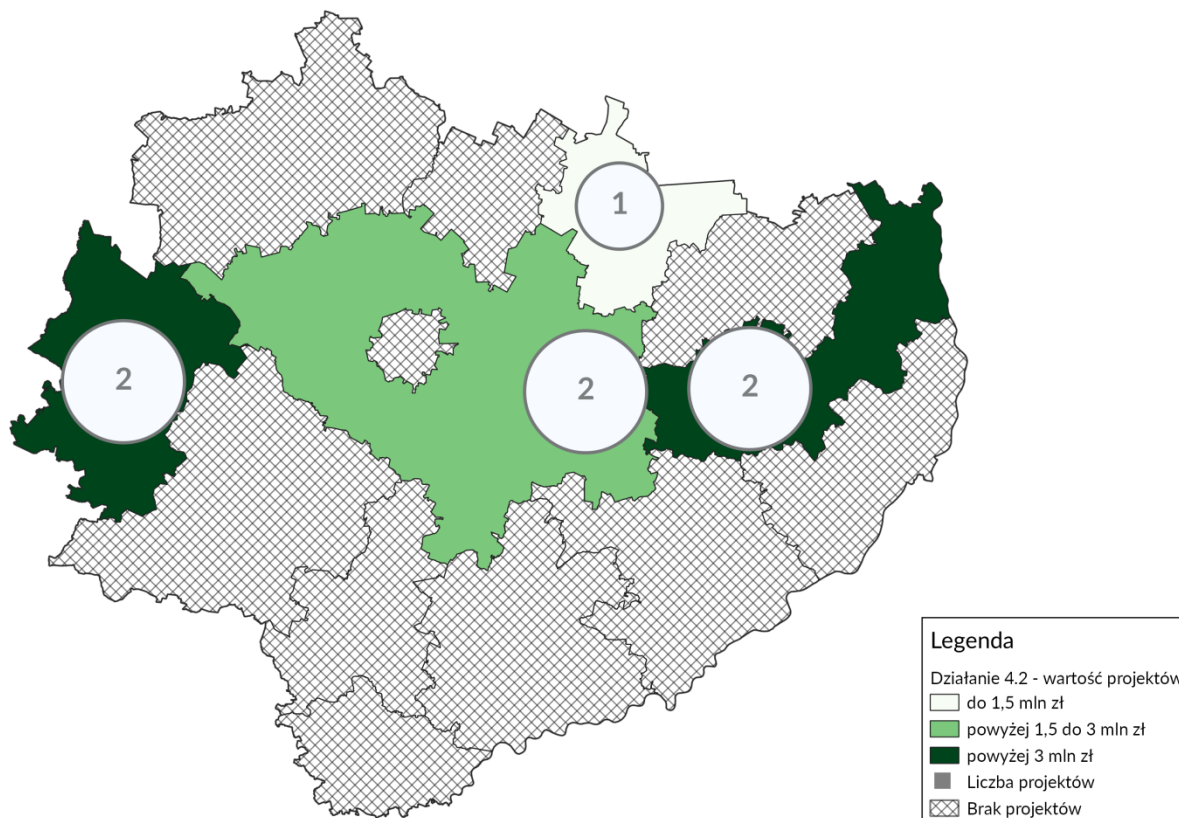 1
2
2
2
Legenda
Działanie 4.2 - wartość projektów
do 1,5 mln zł
powyżej 1,5 do 3 mln zł
powyżej 3 mln zł
Liczba projektów
Brak projektów